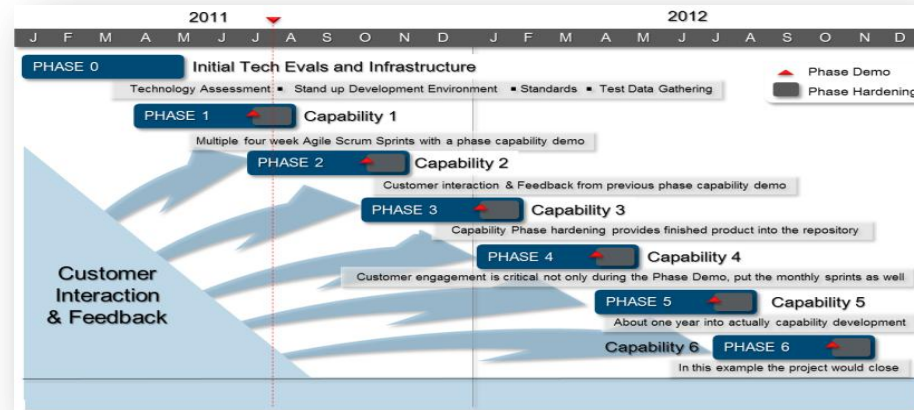 2011 2012
J F M A M J J A S O N D J F M A M J J A S O N D
PHASE 0 Initial Tech Evals and Infrastructure
Phase Demo
Phase Hardening
Technology Assessment ▪ Stand up Development Environment ▪ Standards ▪ Test Data Gathering
PHASE 1 Capability 1
Multiple four week Agile Scrum Sprints with a phase capability demo
PHASE 2 Capability 2
Customer interaction & Feedback from previous phase capability demo
PHASE 3 Capability 3
Capability Phase hardening provides finished product into the repository
PHASE 4 Capability 4
Customer engagement is critical not only during the Phase Demo, put the monthly sprints as well
PHASE 5 Capability 5
About one year into actually capability development
Capability 6 PHASE 6
In this example the project would close
Customer
Interaction
& Feedback